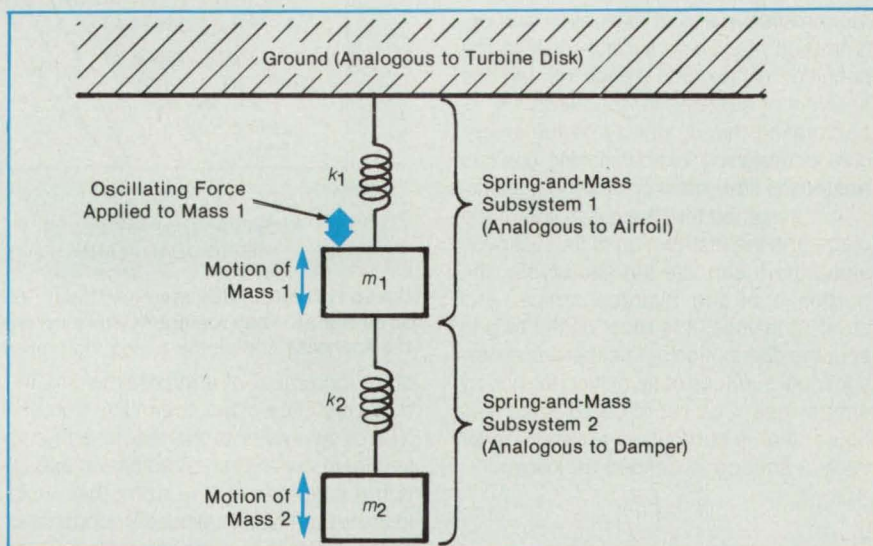 Ground (Analogous to Turbine Disk)
k1
Oscillating Force
Applied to Mass 1
Spring-and-Mass
Subsystem 1
(Analogous to Airfoil)
Motion of
Mass 1
m1
k2
Spring-and-Mass
Subsystem 2
(Analogous to Damper)
Motion of
Mass 2
m2